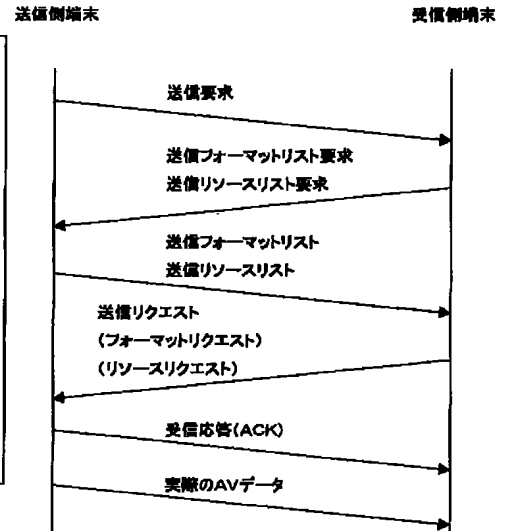 送信側端末
受信側端末
送信要求
送信フォーマットリスト要求
送信リソースリスト要求
送信フォーマットリスト
送信リソースリスト
送信リクエスト
(フォーマットリクエスト)
(リソースリクエスト)
受信応答(ACK)
実際のAVデータ